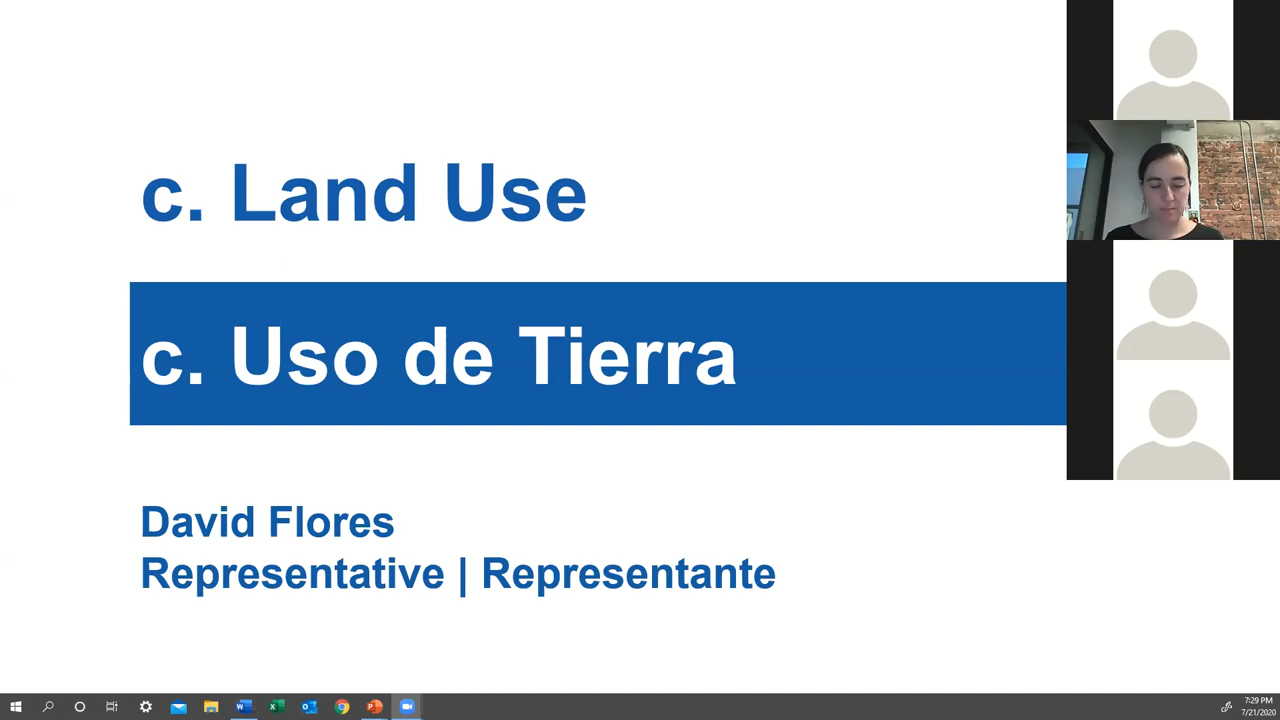 c. Land Use
c. Uso de Tierra
David Flores
Representative | Representante
7:29 PM
7/21/2020